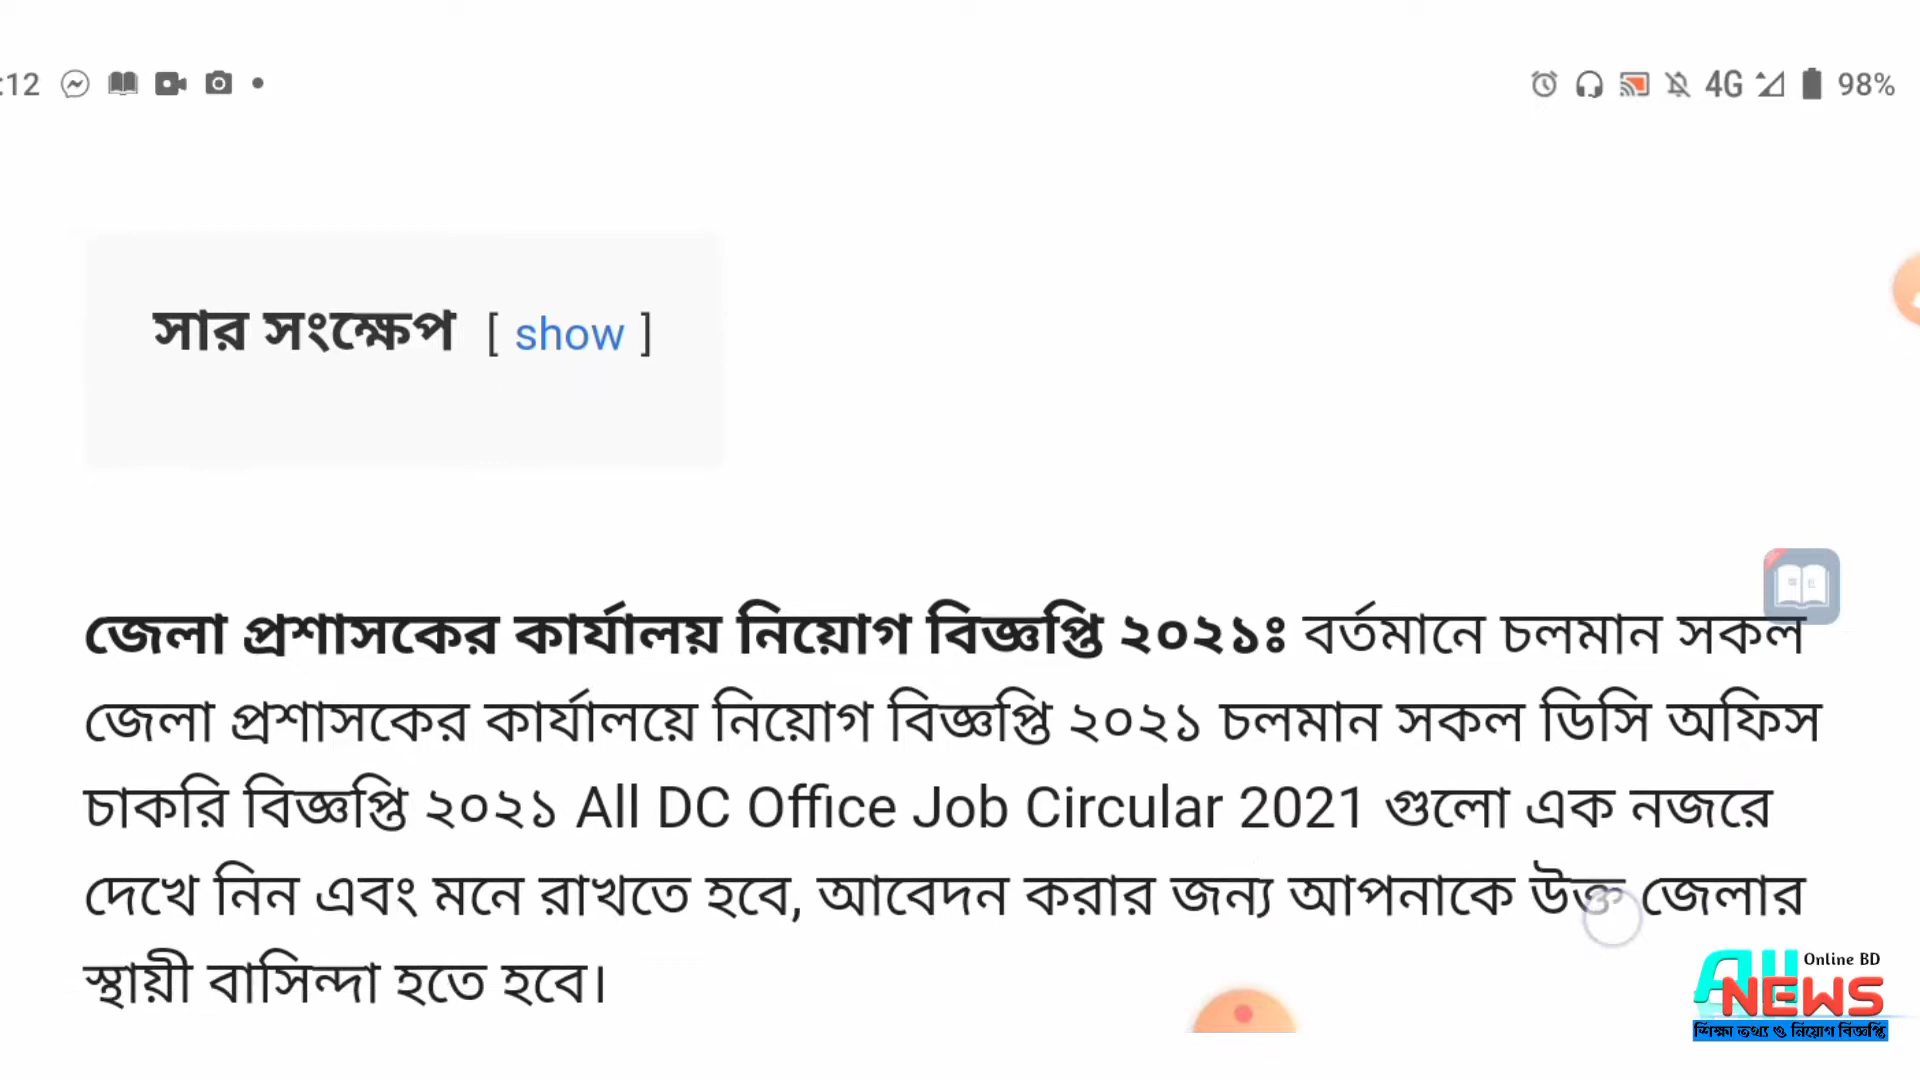 :12
4G 98%
সার সংক্ষেপ [ show ]
জেলা প্রশাসকের কার্যালয় নিয়োগ বিজ্ঞপ্তি ২০২১ঃ বর্তমানে চলমান সকল
জেলা প্রশাসকের কার্যালয়ে নিয়োগ বিজ্ঞপ্তি ২০২১ চলমান সকল ডিসি অফিস
চাকরি বিজ্ঞপ্তি ২০২১ All DC Office Job Circular 2021 গুলো এক নজরে
দেখে নিন এবং মনে রাখতে হবে, আবেদন করার জন্য আপনাকে উক্ত জেলার
স্থায়ী বাসিন্দা হতে হবে।
All Online BD
NEWS
শিক্ষা তথ্য ও নিয়োগ বিজ্ঞপ্তি